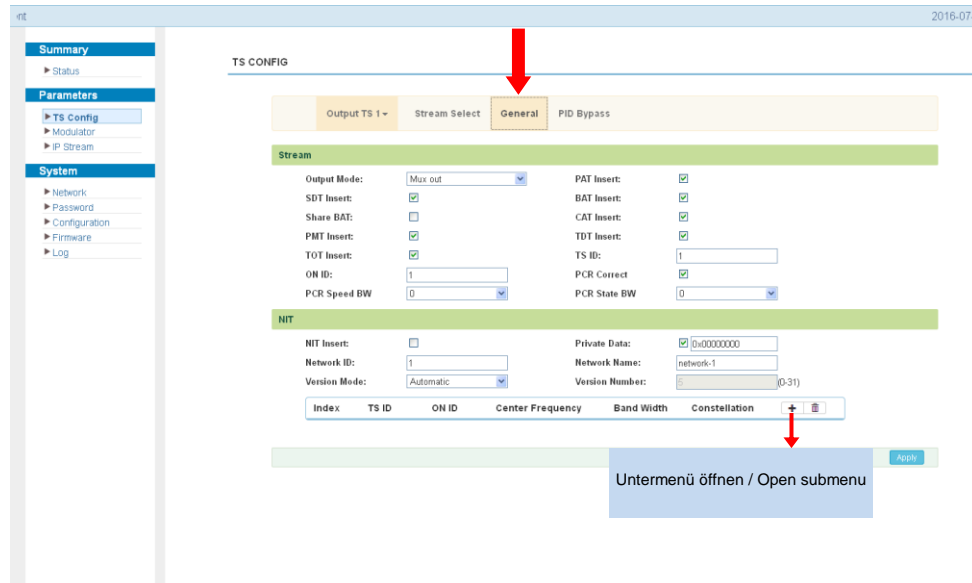 nt
2016-07
Summary
Status
Parameters
TS Config
Modulator
IP Stream
System
Network
Password
Configuration
Firmware
Log
TS CONFIG
Output TS 1 Stream Select General PID Bypass
Stream
Output Mode: Mux out PAT Insert:
SDT Insert: BAT Insert:
Share BAT: CAT Insert:
PMT Insert: TDT Insert:
TOT Insert: TS ID: 1
ON ID: 1 PCR Correct
PCR Speed BW 0 PCR State BW 0
NIT
NIT Insert: Private Data: 0x00000000
Network ID: 1 Network Name: network-1
Version Mode: Automatic Version Number: 5 (0-31)
Index TS ID ON ID Center Frequency Band Width Constellation +
Apply
Untermenü öffnen / Open submenu